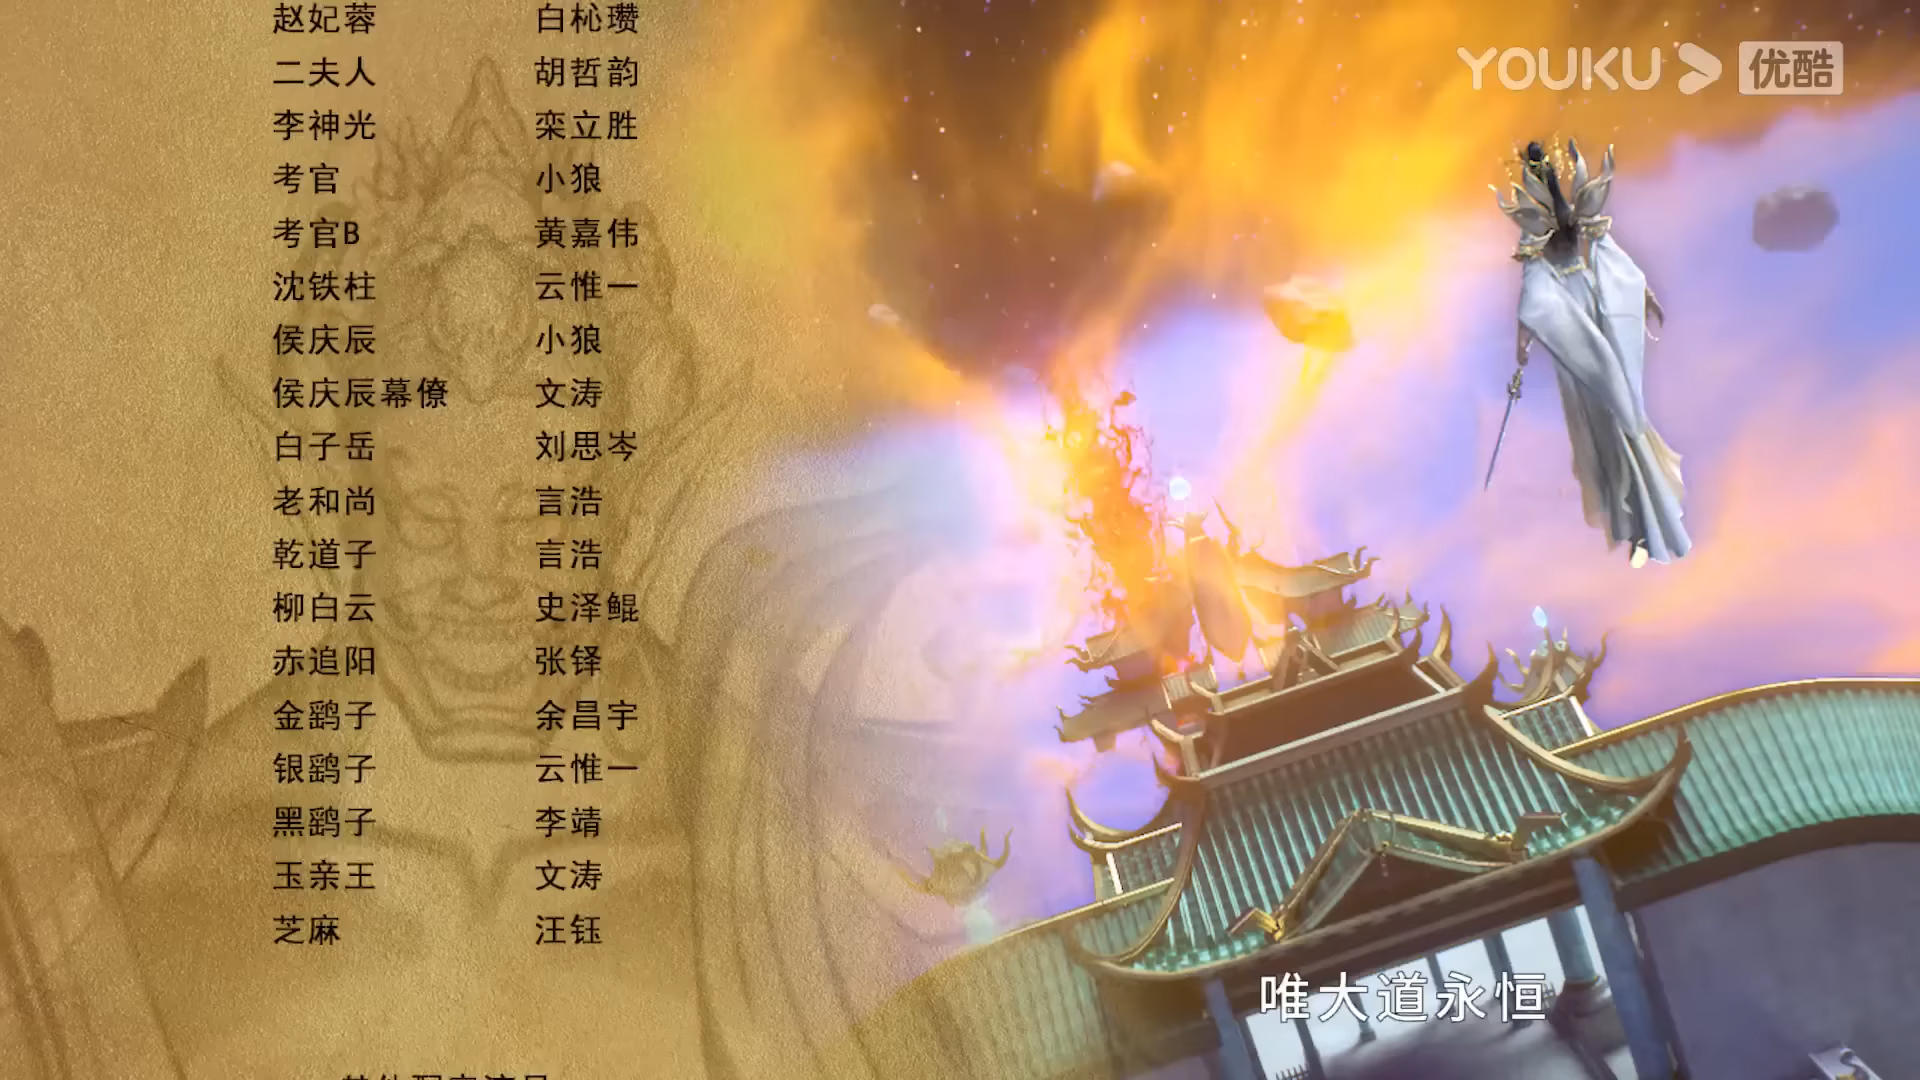 赵妃蓉 白杺瓒
二夫人 胡哲韵
李神光 栾立胜
考官 小狼
考官B 黄嘉伟
沈铁柱 云惟一
侯庆辰 小狼
侯庆辰幕僚 文涛
白子岳 刘思岑
老和尚 言浩
乾道子 言浩
柳白云 史泽鲲
赤追阳 张铎
金鹞子 余昌宇
银鹞子 云惟一
黑鹞子 李靖
玉亲王 文涛
芝麻 汪钰
YOUKU 优酷
唯大道永恒